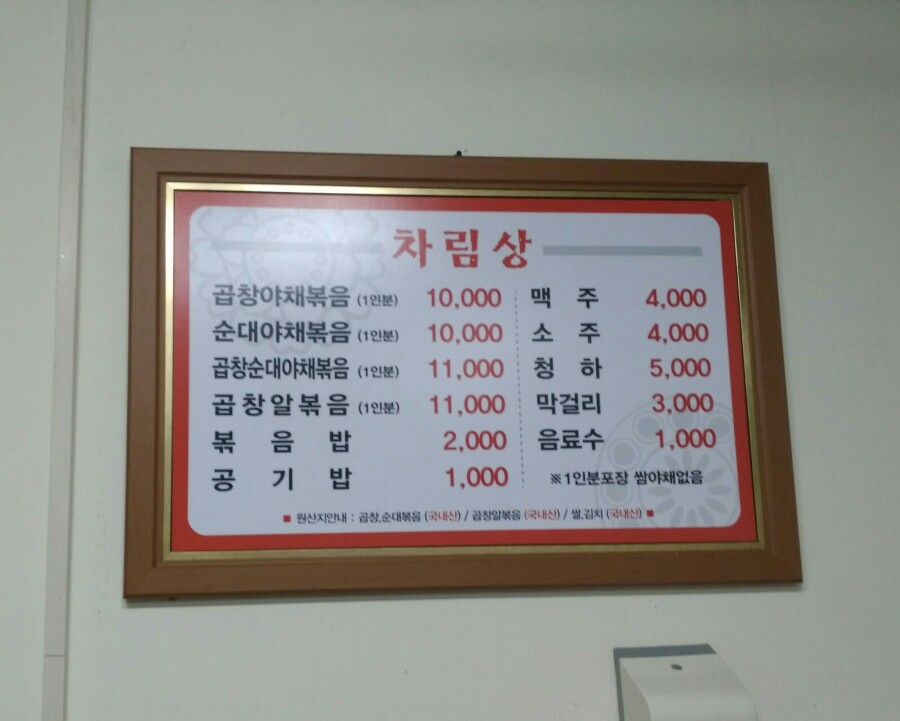 차림상
곱창야채볶음 (1인분) 10,000
순대야채볶음 (1인분) 10,000
곱창순대야채볶음 (1인분) 11,000
곱창알볶음 (1인분) 11,000
볶음밥 2,000
공기밥 1,000
맥주 4,000
소주 4,000
청하 5,000
막걸리 3,000
음료수 1,000
※1인분포장 쌈야채없음
■ 원산지안내 : 곱창,순대볶음 (국내산) / 곱창알볶음 (국내산) / 쌀,김치 (국내산) ■